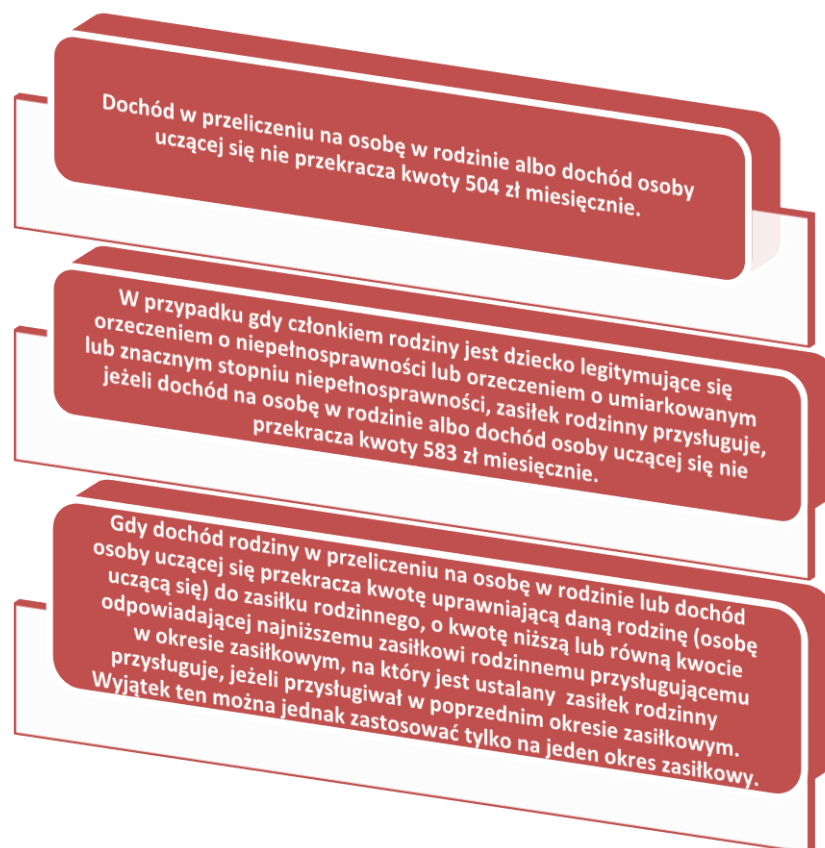 Dochód w przeliczeniu na osobę w rodzinie albo dochód osoby
uczącej się nie przekracza kwoty 504 zł miesięcznie.
W przypadku gdy członkiem rodziny jest dziecko legitymujące się
orzeczeniem o niepełnosprawności lub orzeczeniem o umiarkowanym
lub znacznym stopniu niepełnosprawności, zasiłek rodzinny przysługuje,
jeżeli dochód na osobę w rodzinie albo dochód osoby uczącej się nie
przekracza kwoty 583 zł miesięcznie.
Gdy dochód rodziny w przeliczeniu na osobę w rodzinie lub dochód
osoby uczącej się przekracza kwotę uprawniającą daną rodzinę (osobę
uczącą się) do zasiłku rodzinnego, o kwotę niższą lub równą kwocie
odpowiadającej najniższemu zasiłkowi rodzinnemu przysługującemu
w okresie zasiłkowym, na który jest ustalany zasiłek rodzinny
przysługuje, jeżeli przysługiwał w poprzednim okresie zasiłkowym.
Wyjątek ten można jednak zastosować tylko na jeden okres zasiłkowy.